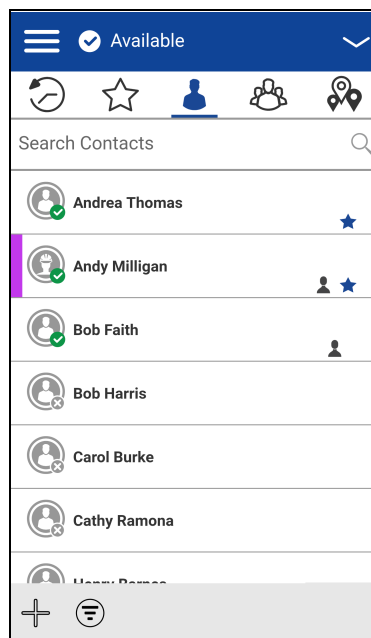 Available
Search Contacts
Andrea Thomas
Andy Milligan
Bob Faith
Bob Harris
Carol Burke
Cathy Ramona